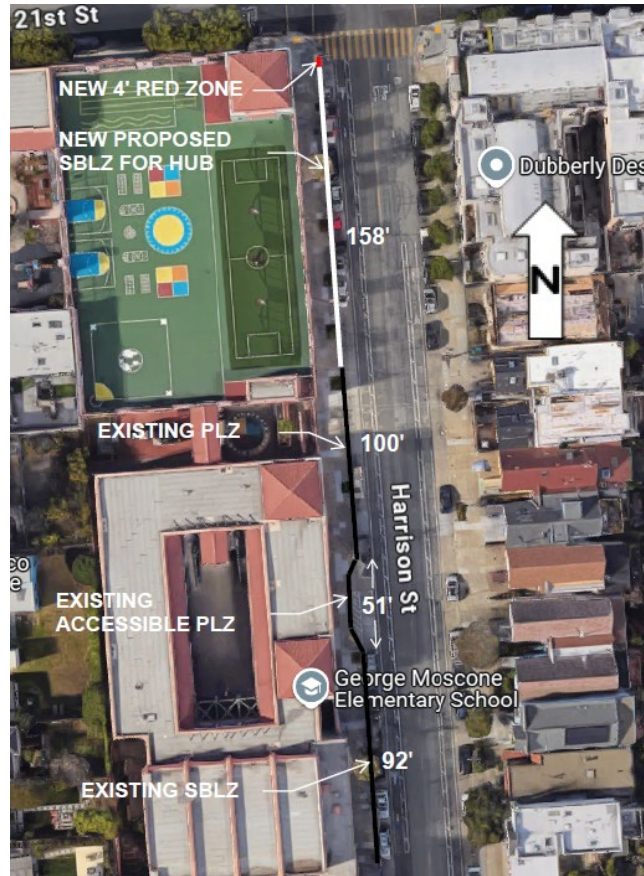 21st St
NEW 4' RED ZONE
NEW PROPOSED
SBLZ FOR HUB
Dubberly Des
158'
N
EXISTING PLZ
100'
Harrison St
co
e
EXISTING
ACCESSIBLE PLZ
51'
George Moscone
Elementary School
92'
EXISTING SBLZ